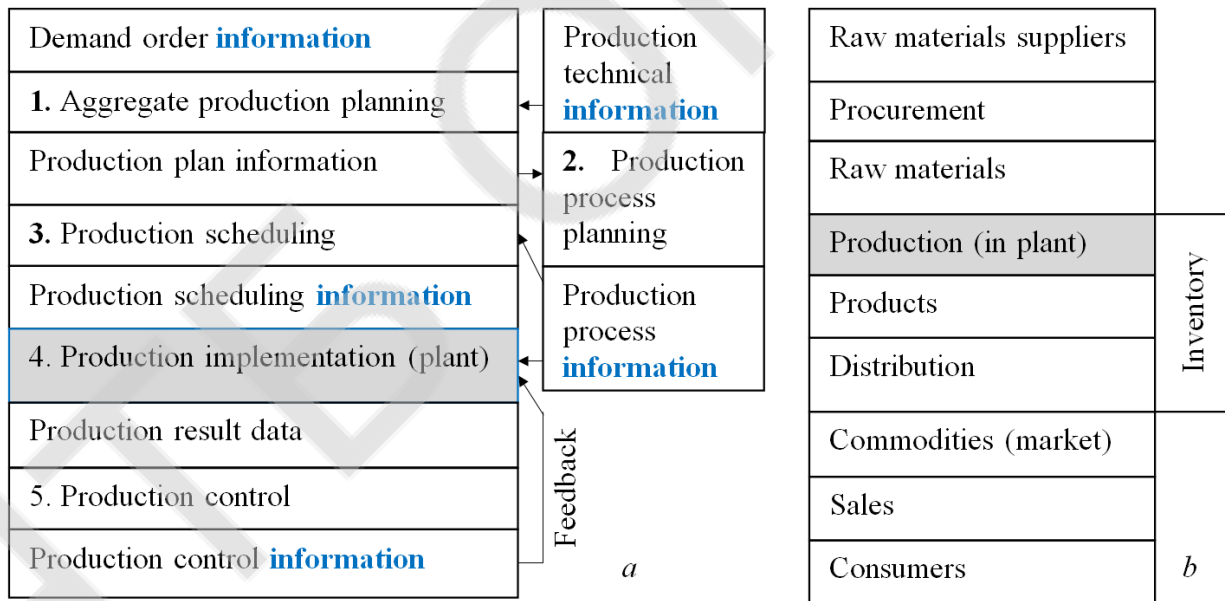 Demand order information
1. Aggregate production planning
Production plan information
3. Production scheduling
Production scheduling information
4. Production implementation (plant)
Production result data
5. Production control
Production control information
Production
technical
information
2. Production
process
planning
Production
process
information
Feedback
a
Raw materials suppliers
Procurement
Raw materials
Production (in plant)
Products
Distribution
Commodities (market)
Sales
Consumers
Inventory
b